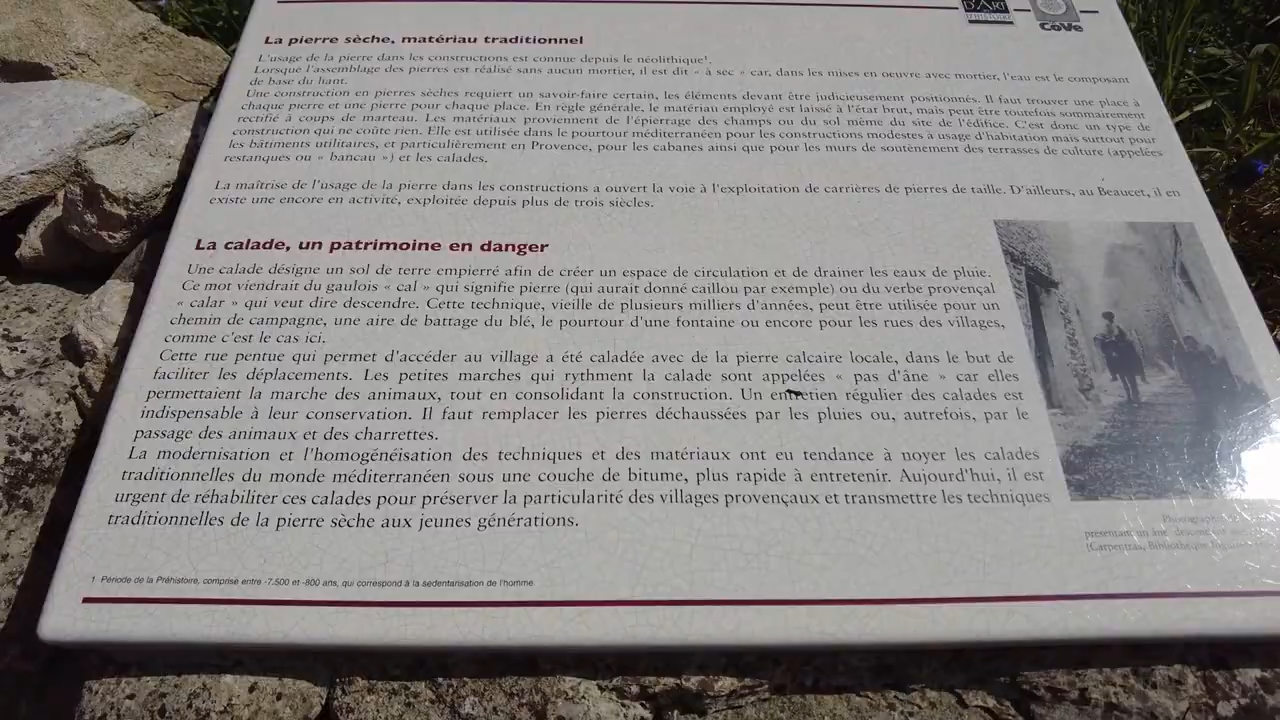 D'ART
ET
D'HISTOIRE
CoVe
La pierre sèche, matériau traditionnel
L'usage de la pierre dans les constructions est connue depuis le néolithique¹.
Lorsque l'assemblage des pierres est réalisé sans aucun mortier, il est dit « à sec » car, dans les mises en oeuvre avec mortier, l'eau est le composant
de base du liant.
Une construction en pierres sèches requiert un savoir-faire certain, les éléments devant être judicieusement positionnés. Il faut trouver une place à
chaque pierre et une pierre pour chaque place. En règle générale, le matériau employé est laissé à l'état brut, mais peut être toutefois sommairement
rectifié à coups de marteau. Les matériaux proviennent de l'épierrage des champs ou du sol même du site de l'édifice. C'est donc un type de
construction qui ne coûte rien. Elle est utilisée dans le pourtour méditerranéen pour les constructions modestes à usage d'habitation mais surtout pour
les bâtiments utilitaires, et particulièrement en Provence, pour les cabanes ainsi que pour les murs de soutènement des terrasses de culture (appelées
restanques ou « bancau ») et les calades.
La maîtrise de l'usage de la pierre dans les constructions a ouvert la voie à l'exploitation de carrières de pierres de taille. D'ailleurs, au Beaucet, il en
existe une encore en activité, exploitée depuis plus de trois siècles.
La calade, un patrimoine en danger
Une calade désigne un sol de terre empierré afin de créer un espace de circulation et de drainer les eaux de pluie.
Ce mot viendrait du gaulois « cal » qui signifie pierre (qui aurait donné caillou par exemple) ou du verbe provençal
« calar » qui veut dire descendre. Cette technique, vieille de plusieurs milliers d'années, peut être utilisée pour un
chemin de campagne, une aire de battage du blé, le pourtour d'une fontaine ou encore pour les rues des villages,
comme c'est le cas ici.
Cette rue pentue qui permet d'accéder au village a été caladée avec de la pierre calcaire locale, dans le but de
faciliter les déplacements. Les petites marches qui rythment la calade sont appelées « pas d'âne » car elles
permettaient la marche des animaux, tout en consolidant la construction. Un entretien régulier des calades est
indispensable à leur conservation. Il faut remplacer les pierres déchaussées par les pluies ou, autrefois, par le
passage des animaux et des charrettes.
La modernisation et l'homogénéisation des techniques et des matériaux ont eu tendance à noyer les calades
traditionnelles du monde méditerranéen sous une couche de bitume, plus rapide à entretenir. Aujourd'hui, il est
urgent de réhabiliter ces calades pour préserver la particularité des villages provençaux et transmettre les techniques
traditionnelles de la pierre sèche aux jeunes générations.
présentant un âne
(Carpentras, Bibliothèque
1 Période de la Préhistoire, comprise entre -7.500 et -800 ans, qui correspond à la sédentarisation de l'homme.